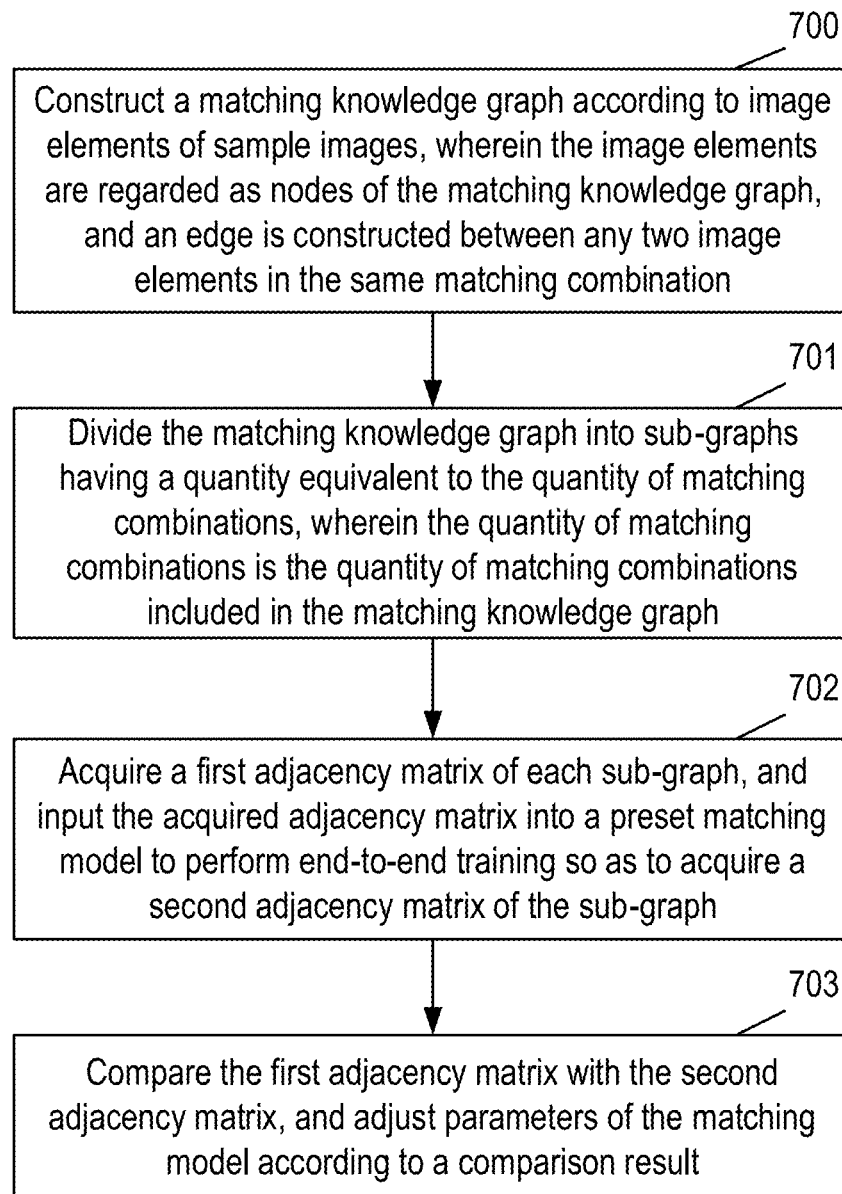 700
Construct a matching knowledge graph according to image
elements of sample images, wherein the image elements
are regarded as nodes of the matching knowledge graph,
and an edge is constructed between any two image
elements in the same matching combination
701
Divide the matching knowledge graph into sub-graphs
having a quantity equivalent to the quantity of matching
combinations, wherein the quantity of matching
combinations is the quantity of matching combinations
included in the matching knowledge graph
702
Acquire a first adjacency matrix of each sub-graph, and
input the acquired adjacency matrix into a preset matching
model to perform end-to-end training so as to acquire a
second adjacency matrix of the sub-graph
703
Compare the first adjacency matrix with the second
adjacency matrix, and adjust parameters of the matching
model according to a comparison result